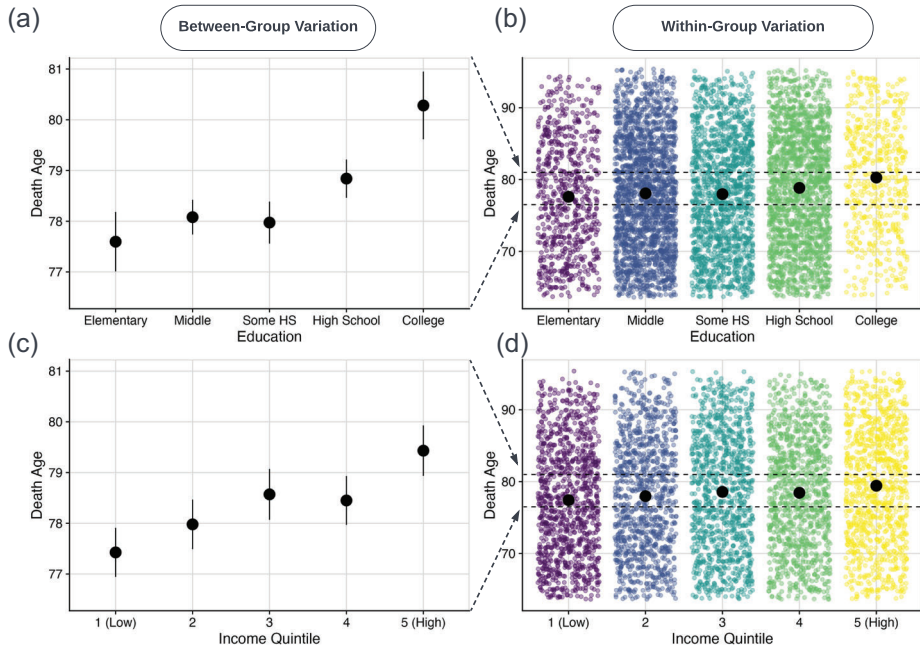 (a)
Between-Group Variation
(b)
Within-Group Variation
81
80
79
78
77
Death Age
Elementary
Middle
Some HS
High School
College
Education
90
80
70
Death Age
Elementary
Middle
Some HS
High School
College
Education
(c)
(d)
81
80
79
78
77
Death Age
1 (Low)
2
3
4
5 (High)
Income Quintile
90
80
70
Death Age
1 (Low)
2
3
4
5 (High)
Income Quintile